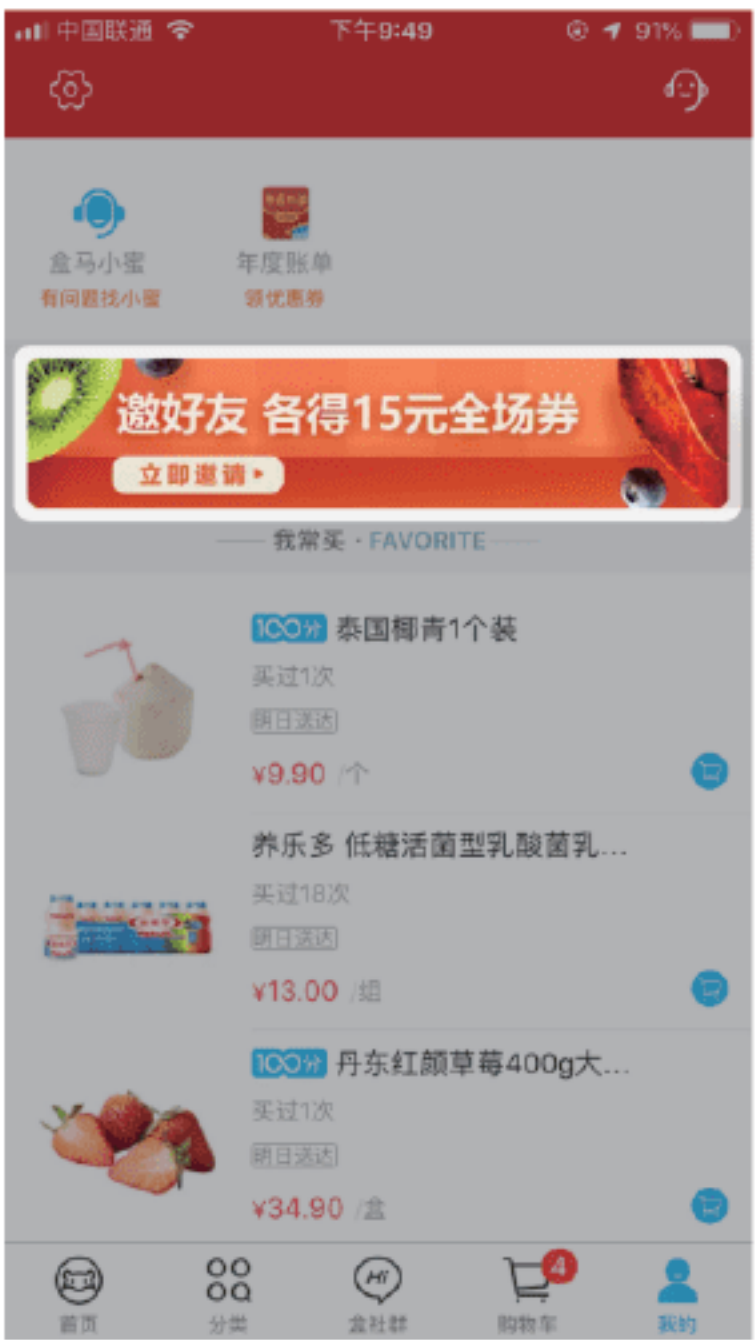 中国联通
下午9:49
91%
盒马小蜜
年度账单
有问题找小蜜
领优惠券
邀好友 各得15元全场券
立即邀请
我常买·FAVORITE
100分 泰国椰青1个装
买过1次
明日送达
¥9.90 /个
养乐多 低糖活菌型乳酸菌乳...
买过18次
明日送达
¥13.00 /组
100分 丹东红颜草莓400g大...
买过1次
明日送达
¥34.90 /盒
Hi
4
首页
分类
盒社群
购物车
我的